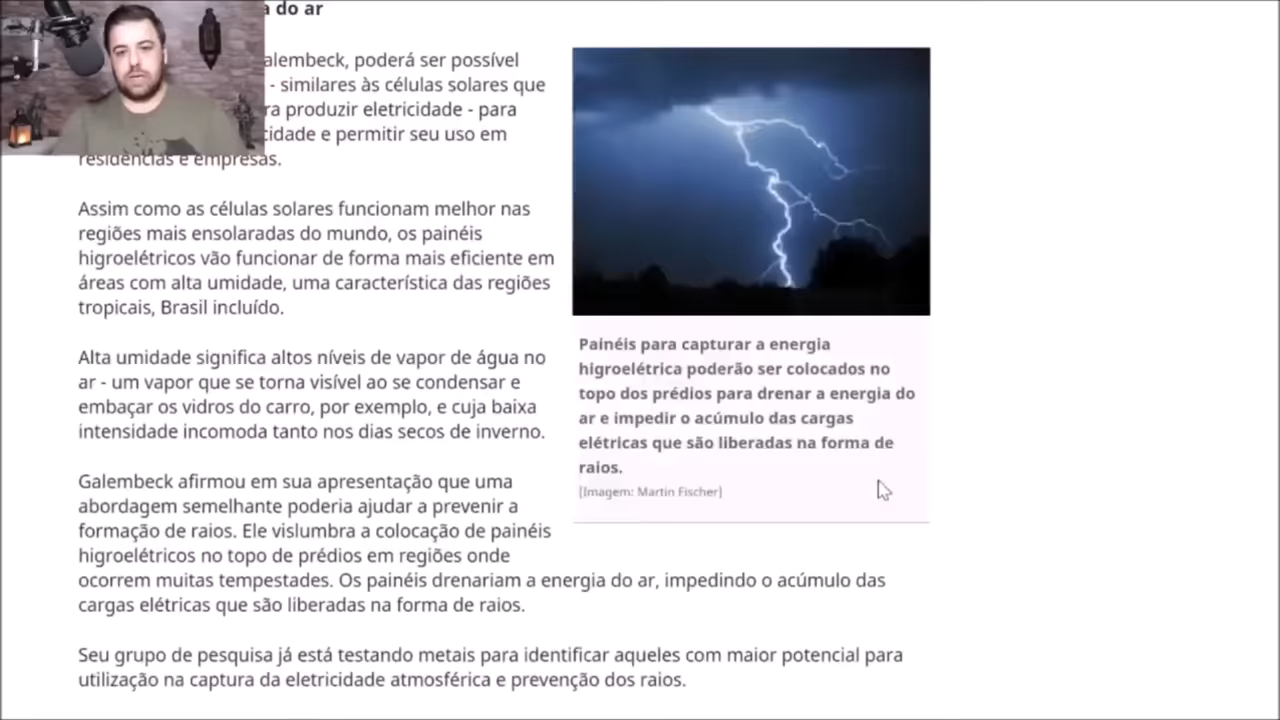 a do ar
alembeck, poderá ser possível
- similares às células solares que
ra produzir eletricidade - para
cidade e permitir seu uso em
residências e empresas.
Assim como as células solares funcionam melhor nas
regiões mais ensolaradas do mundo, os painéis
higroelétricos vão funcionar de forma mais eficiente em
áreas com alta umidade, uma característica das regiões
tropicais, Brasil incluído.
Alta umidade significa altos níveis de vapor de água no
ar - um vapor que se torna visível ao se condensar e
embaçar os vidros do carro, por exemplo, e cuja baixa
intensidade incomoda tanto nos dias secos de inverno.
Galembeck afirmou em sua apresentação que uma
abordagem semelhante poderia ajudar a prevenir a
formação de raios. Ele vislumbra a colocação de painéis
higroelétricos no topo de prédios em regiões onde
ocorrem muitas tempestades. Os painéis drenariam a energia do ar, impedindo o acúmulo das
cargas elétricas que são liberadas na forma de raios.
Seu grupo de pesquisa já está testando metais para identificar aqueles com maior potencial para
utilização na captura da eletricidade atmosférica e prevenção dos raios.
Painéis para capturar a energia
higroelétrica poderão ser colocados no
topo dos prédios para drenar a energia do
ar e impedir o acúmulo das cargas
elétricas que são liberadas na forma de
raios.
[Imagem: Martin Fischer]